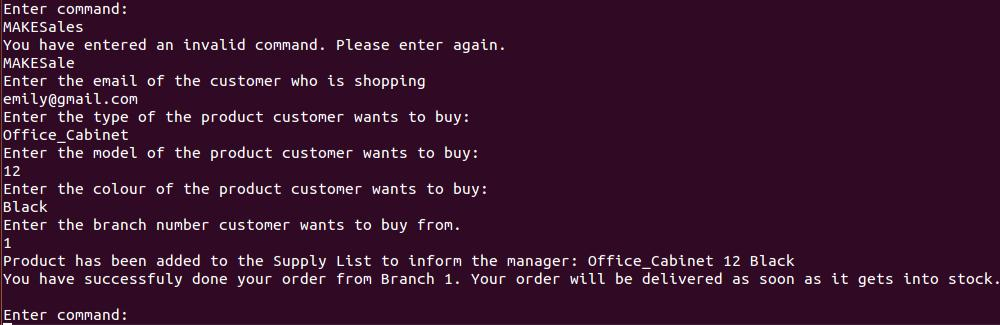 Enter command:
MAKESales
You have entered an invalid command. Please enter again.
MAKESale
Enter the email of the customer who is shopping
emily@gmail.com
Enter the type of the product customer wants to buy:
Office_Cabinet
Enter the model of the product customer wants to buy:
12
Enter the colour of the product customer wants to buy:
Black
Enter the branch number customer wants to buy from.
1
Product has been added to the Supply List to inform the manager: Office_Cabinet 12 Black
You have successfuly done your order from Branch 1. Your order will be delivered as soon as it gets into stock.
Enter command: